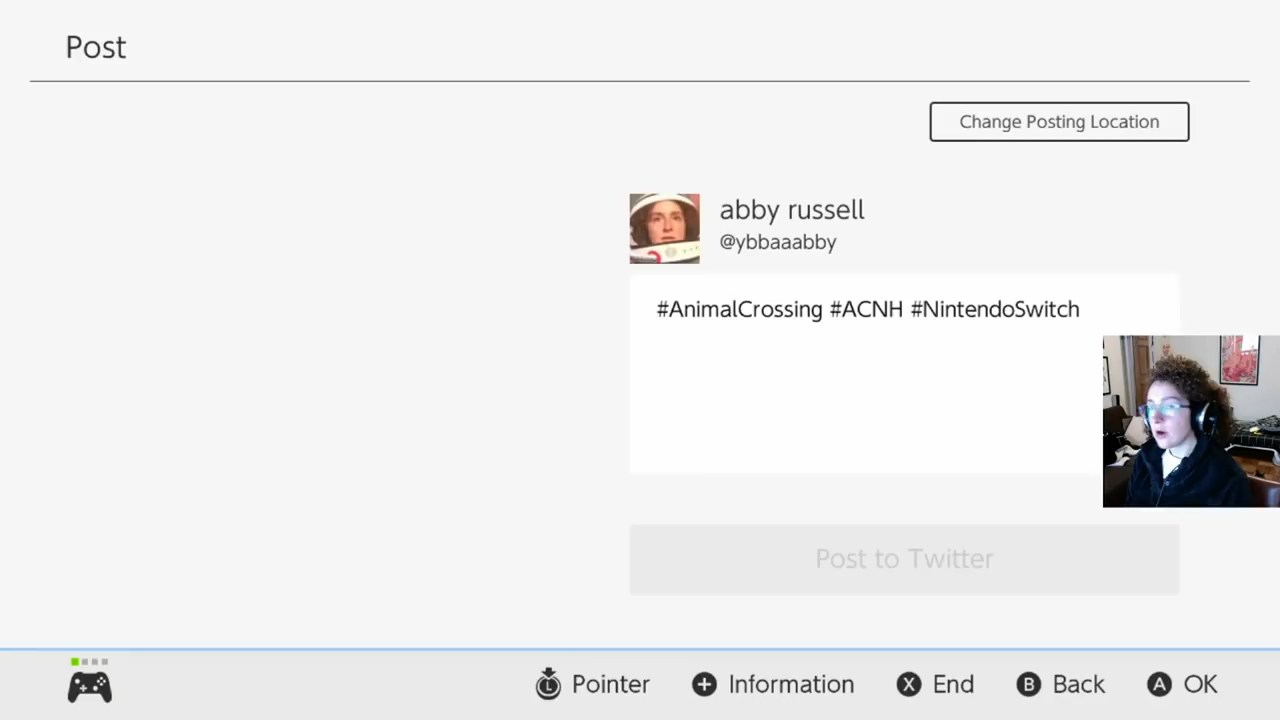 Post
Change Posting Location
abby russell
@ybbaaabby
#AnimalCrossing #ACNH #NintendoSwitch
Post to Twitter
L Pointer + Information X End B Back A OK